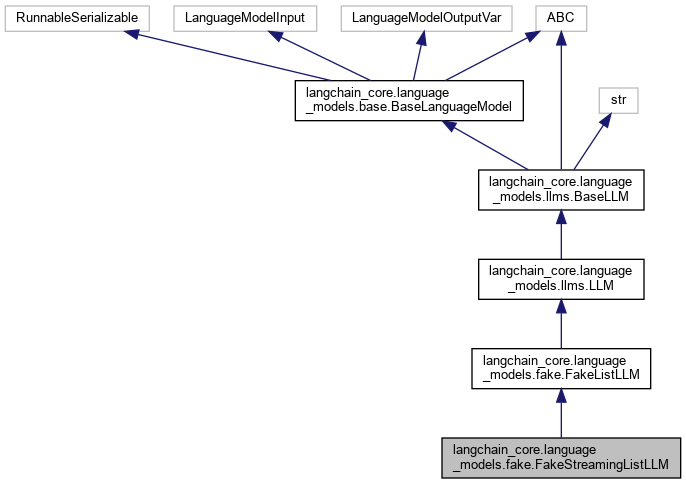 RunnableSerializable
LanguageModelInput
LanguageModelOutputVar
ABC
langchain_core.language
_models.base.BaseLanguageModel
str
langchain_core.language
_models.llms.BaseLLM
langchain_core.language
_models.llms.LLM
langchain_core.language
_models.fake.FakeListLLM
langchain_core.language
_models.fake.FakeStreamingListLLM